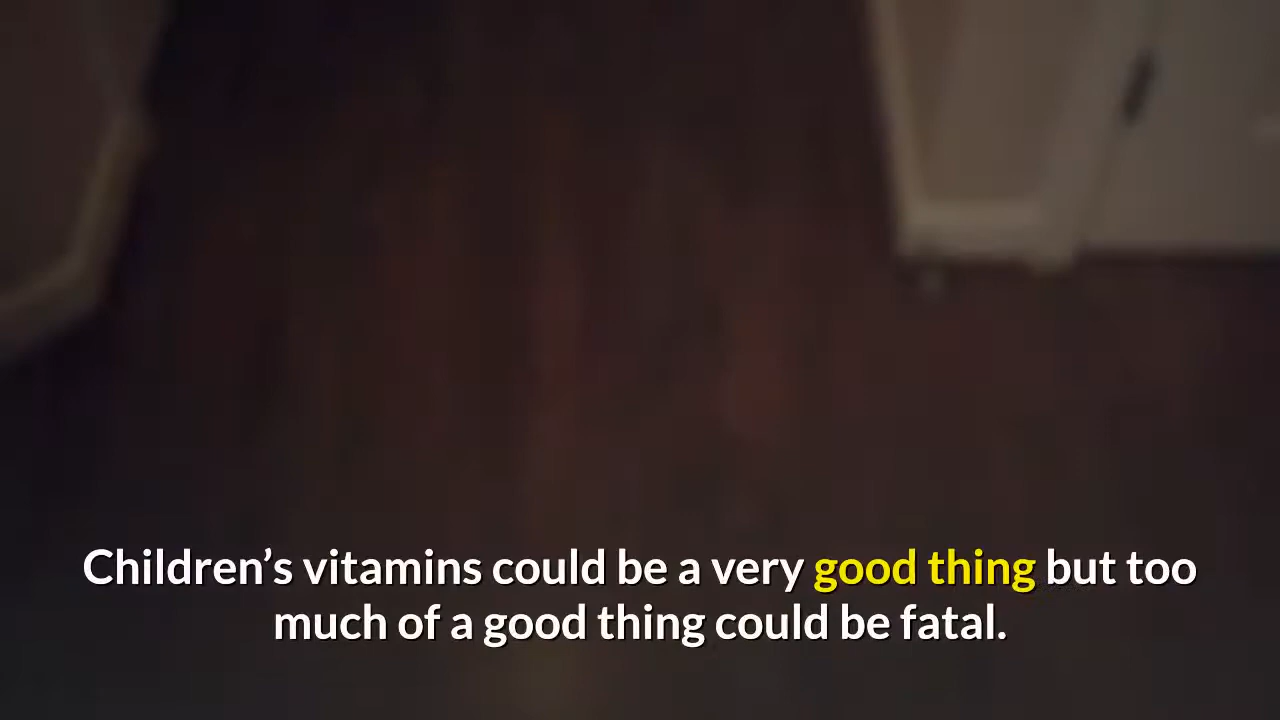 Children’s vitamins could be a very good thing but too
much of a good thing could be fatal.